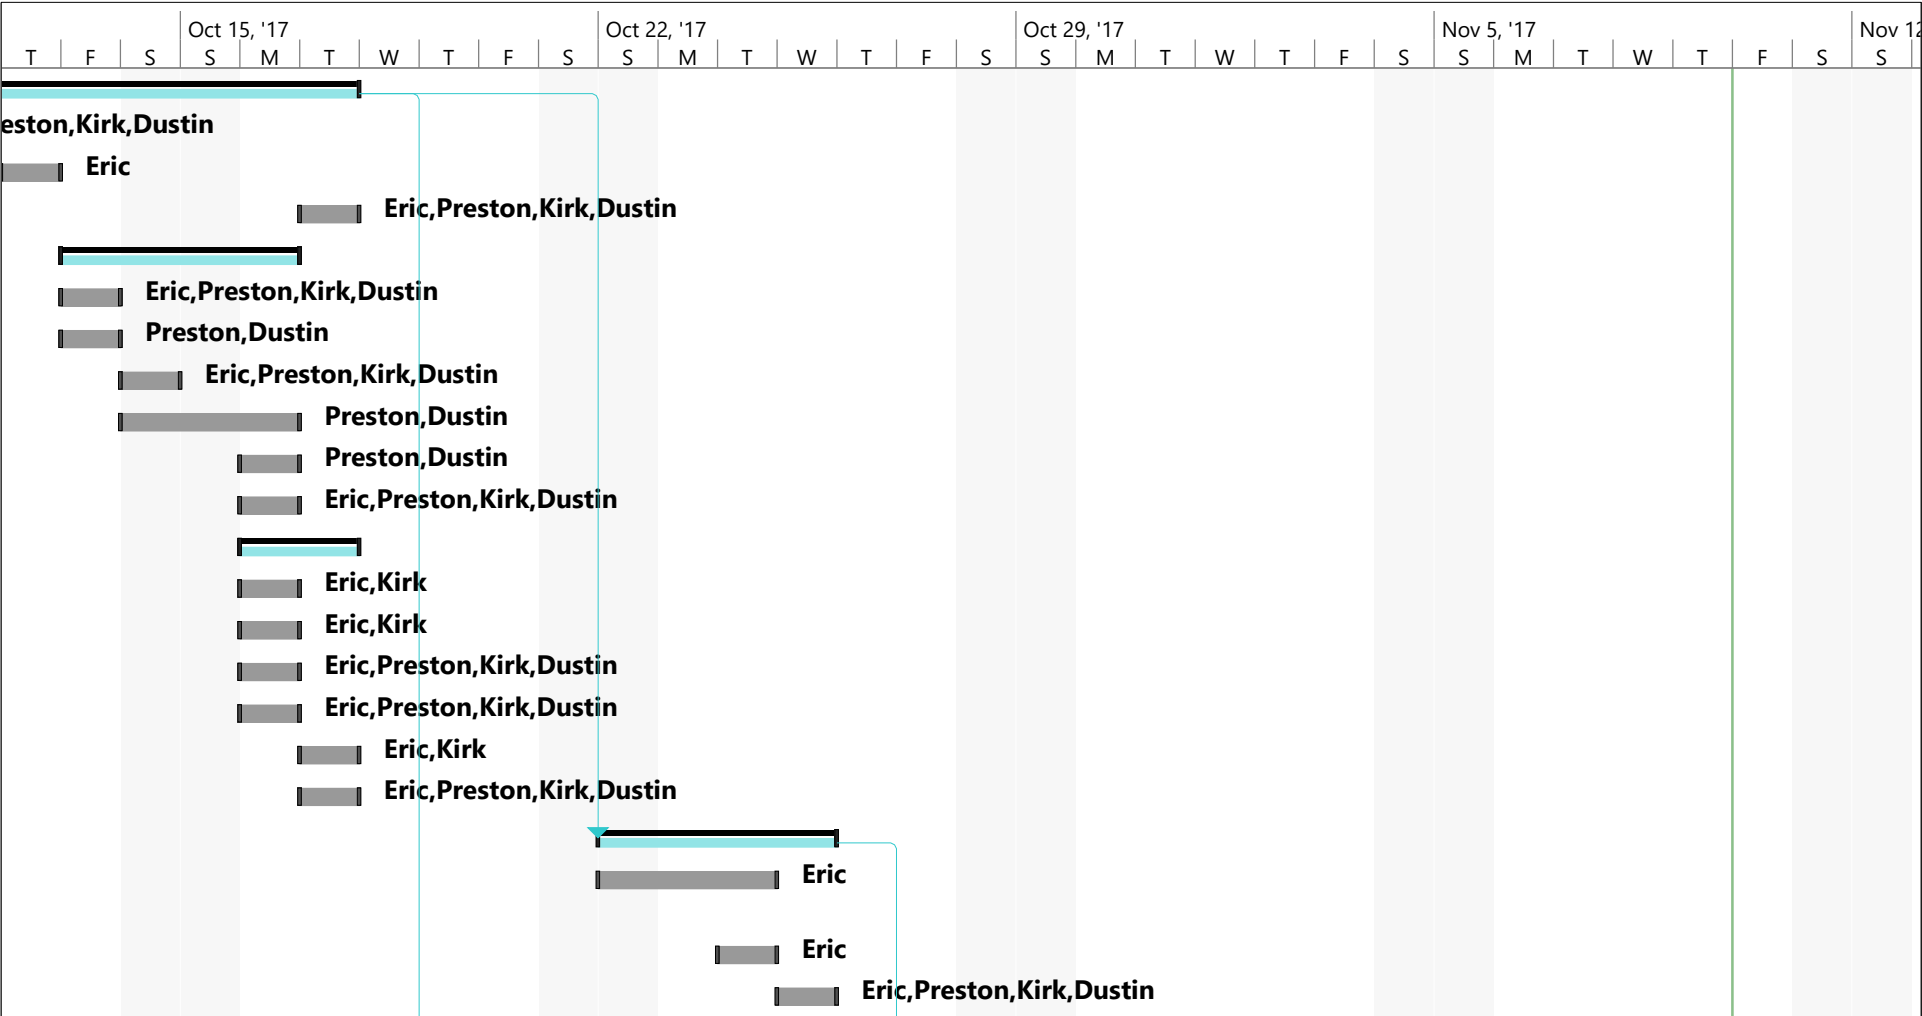 Oct 15, '17 Oct 22, '17 Oct 29, '17 Nov 5, '17 Nov 12
T F S S M T W T F S S M T W T F S S M T W T F S S M T W T F S S
eston,Kirk,Dustin
Eric
Eric,Preston,Kirk,Dustin
Eric,Preston,Kirk,Dustin
Preston,Dustin
Eric,Preston,Kirk,Dustin
Preston,Dustin
Preston,Dustin
Eric,Preston,Kirk,Dustin
Eric,Kirk
Eric,Kirk
Eric,Preston,Kirk,Dustin
Eric,Preston,Kirk,Dustin
Eric,Kirk
Eric,Preston,Kirk,Dustin
Eric
Eric
Eric,Preston,Kirk,Dustin